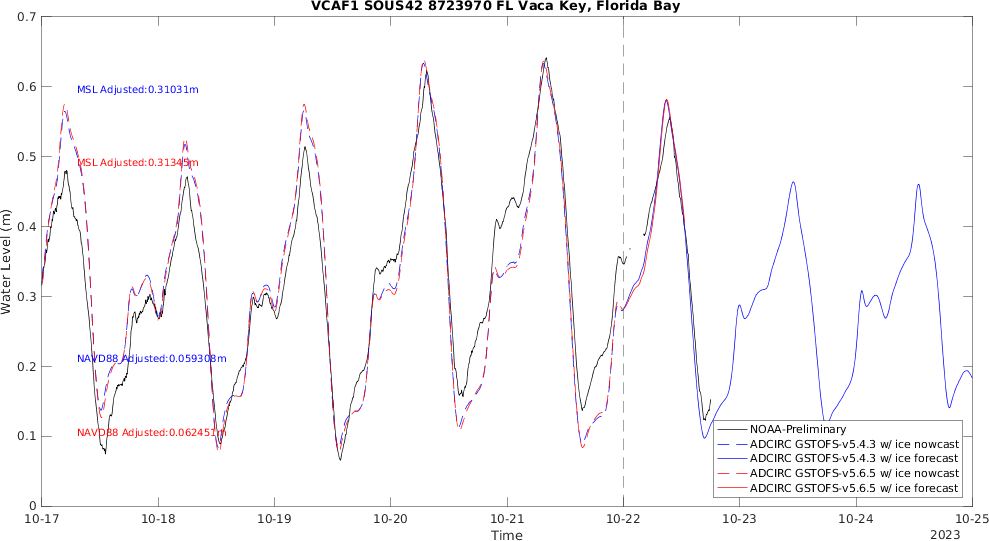 VCAF1 SOUS42 8723970 FL Vaca Key, Florida Bay
0.7
0.6
0.5
0.4
0.3
0.2
0.1
0
Water Level (m)
MSL Adjusted:0.31031m
MSL Adjusted:0.31345m
NAVD88 Adjusted:0.059308m
NAVD88 Adjusted:0.062451m
NOAA-Preliminary
ADCIRC GSTOFS-v5.4.3 w/ ice nowcast
ADCIRC GSTOFS-v5.4.3 w/ ice forecast
ADCIRC GSTOFS-v5.6.5 w/ ice nowcast
ADCIRC GSTOFS-v5.6.5 w/ ice forecast
10-17 10-18 10-19 10-20 10-21 10-22 10-23 10-24 10-25
Time
2023